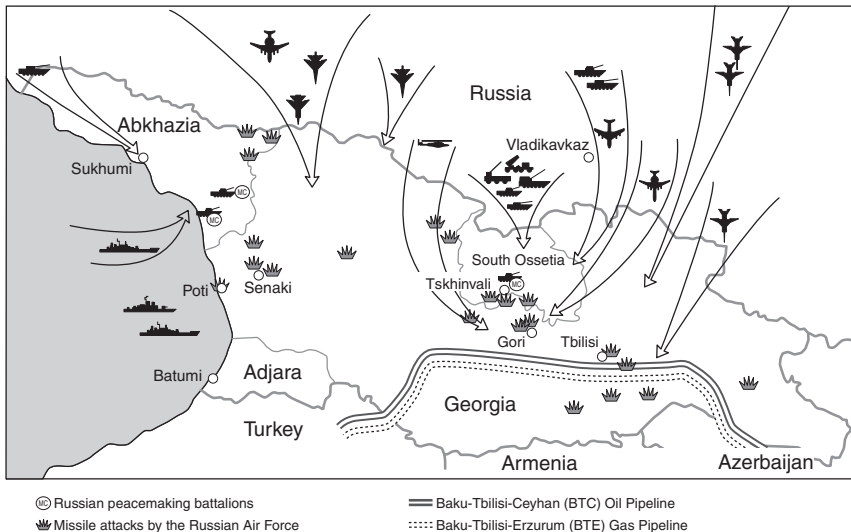 Russia
Abkhazia
Vladikavkaz
Sukhumi
MC
MC
South Ossetia
Tskhinvali
MC
Poti
Senaki
Gori
Tbilisi
Batumi
Adjara
Georgia
Turkey
Armenia
Azerbaijan
MC Russian peacemaking battalions
Baku-Tbilisi-Ceyhan (BTC) Oil Pipeline
Missile attacks by the Russian Air Force
Baku-Tbilisi-Erzurum (BTE) Gas Pipeline